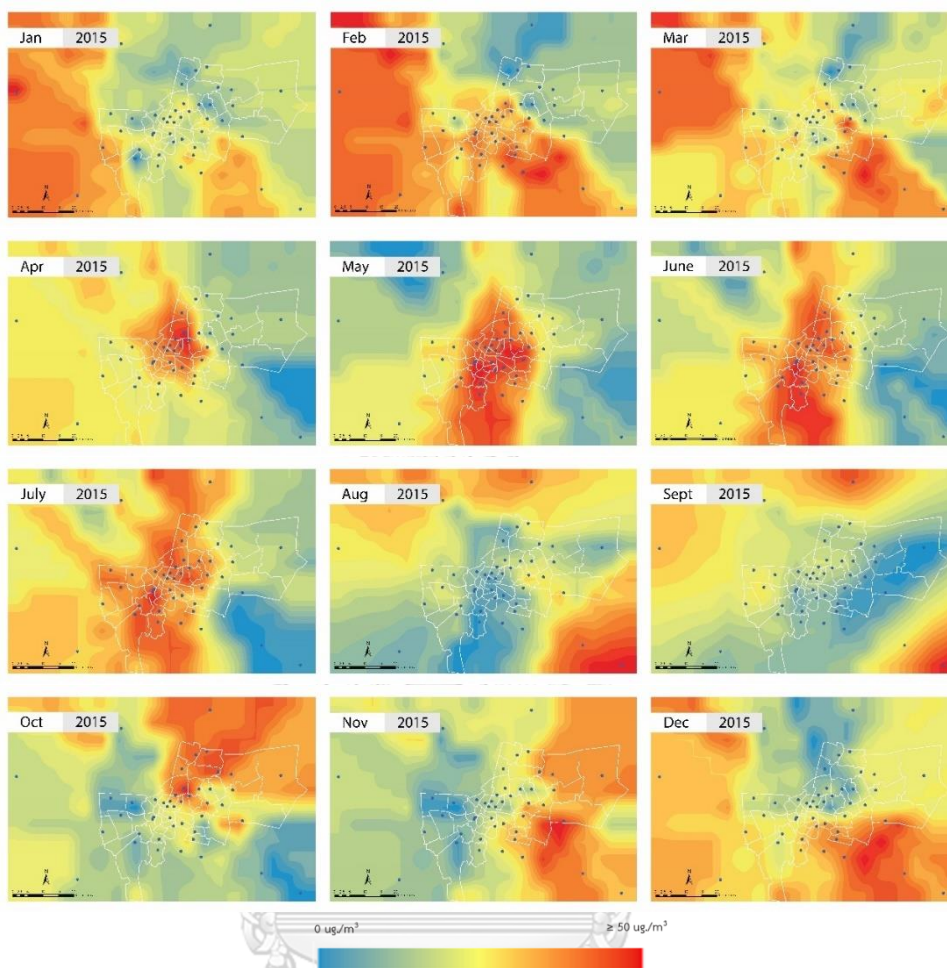 Jan 2015
Feb 2015
Mar 2015
N
N
N
Apr 2015
May 2015
June 2015
N
N
N
July 2015
Aug 2015
Sept 2015
N
N
N
Oct 2015
Nov 2015
Dec 2015
N
N
N
0 ug./m³
≥ 50 ug./m³